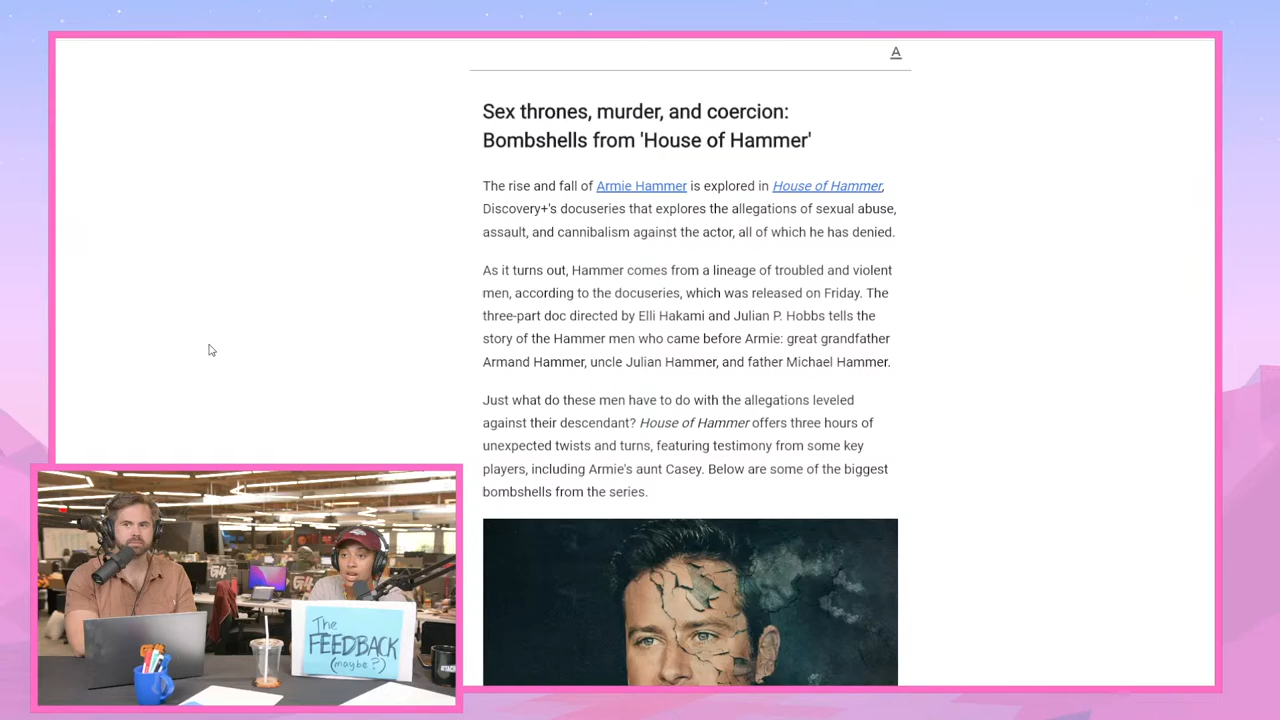 A
Sex thrones, murder, and coercion:
Bombshells from 'House of Hammer'
The rise and fall of Armie Hammer is explored in House of Hammer,
Discovery+'s docuseries that explores the allegations of sexual abuse,
assault, and cannibalism against the actor, all of which he has denied.
As it turns out, Hammer comes from a lineage of troubled and violent
men, according to the docuseries, which was released on Friday. The
three-part doc directed by Elli Hakami and Julian P. Hobbs tells the
story of the Hammer men who came before Armie: great grandfather
Armand Hammer, uncle Julian Hammer, and father Michael Hammer.
Just what do these men have to do with the allegations leveled
against their descendant? House of Hammer offers three hours of
unexpected twists and turns, featuring testimony from some key
players, including Armie's aunt Casey. Below are some of the biggest
bombshells from the series.
G4
The
FEEDBACK
(maybe?)